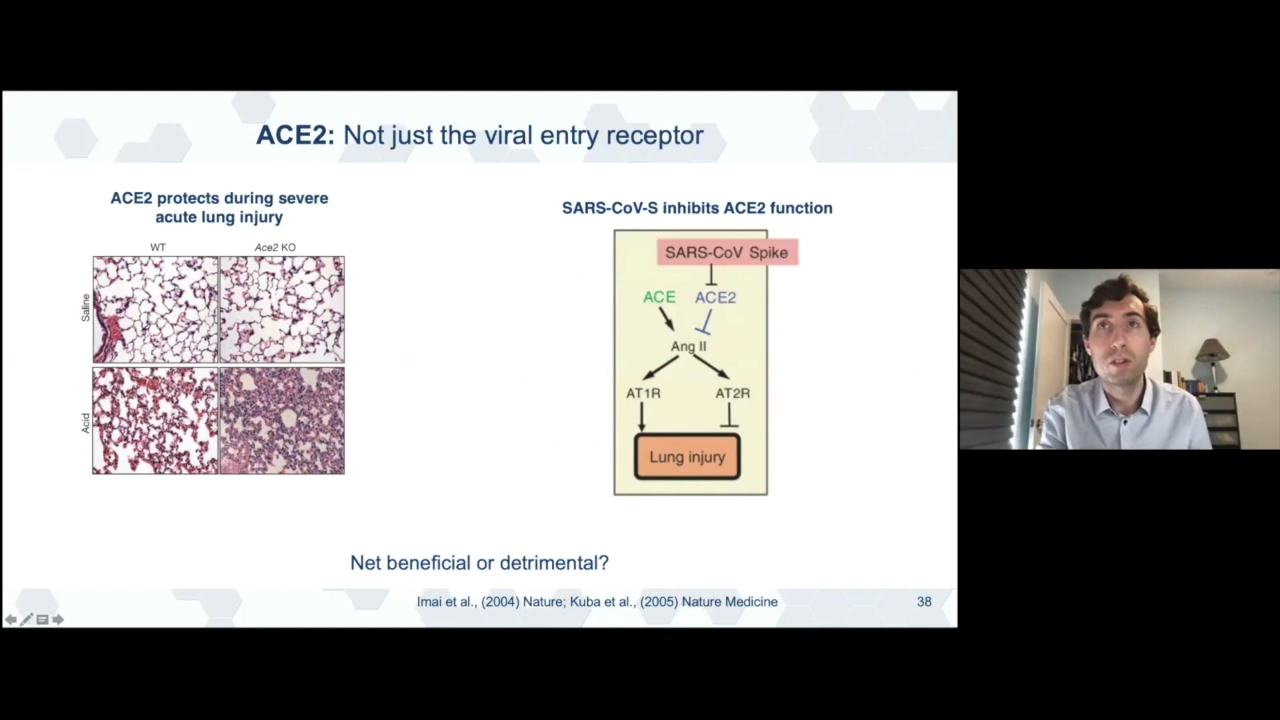 ACE2: Not just the viral entry receptor
ACE2 protects during severe
acute lung injury
WT
Ace2 KO
Saline
Acid
SARS-CoV-S inhibits ACE2 function
SARS-CoV Spike
ACE
ACE2
Ang II
AT1R
AT2R
Lung injury
Net beneficial or detrimental?
Imai et al., (2004) Nature; Kuba et al., (2005) Nature Medicine
38